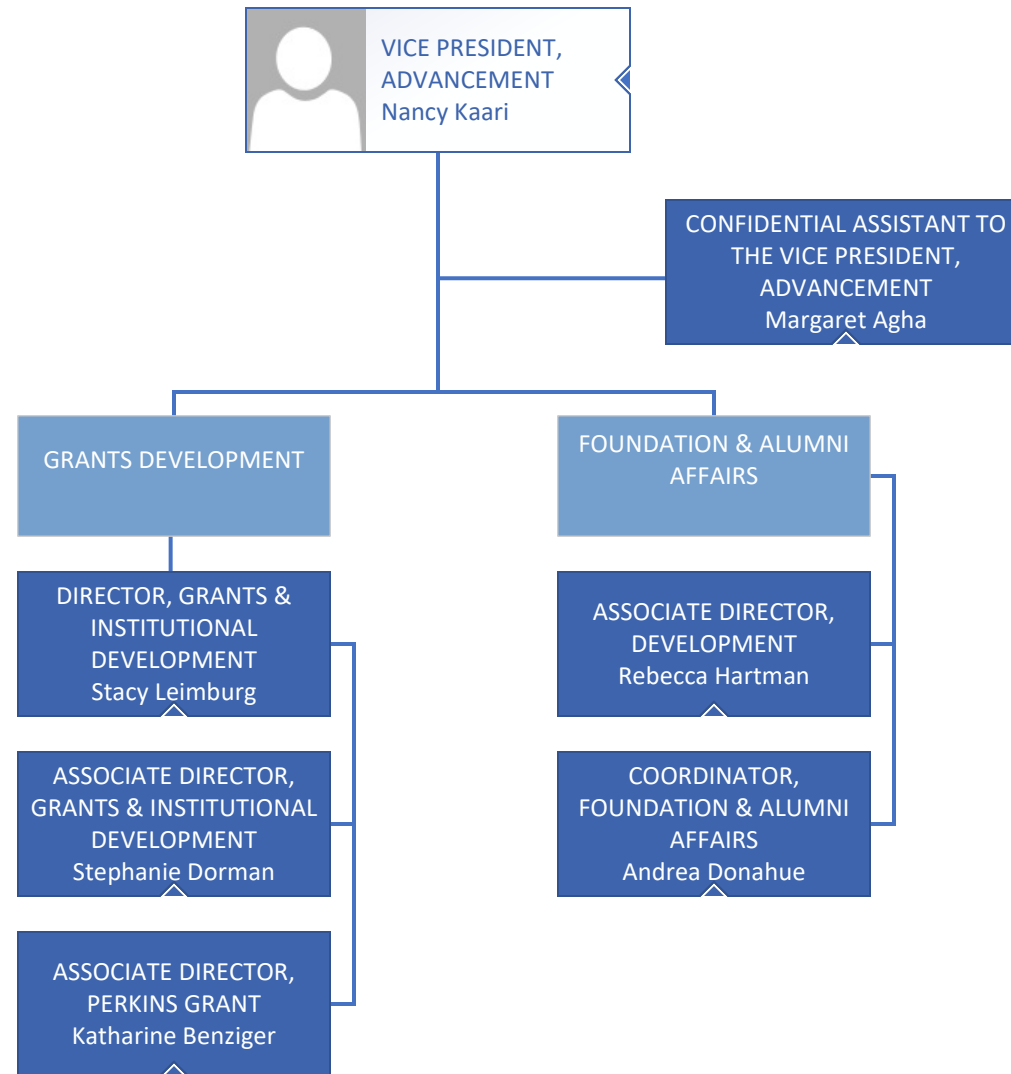 VICE PRESIDENT,
ADVANCEMENT
Nancy Kaari
CONFIDENTIAL ASSISTANT TO
THE VICE PRESIDENT,
ADVANCEMENT
Margaret Agha
GRANTS DEVELOPMENT
FOUNDATION & ALUMNI
AFFAIRS
DIRECTOR, GRANTS &
INSTITUTIONAL
DEVELOPMENT
Stacy Leimburg
ASSOCIATE DIRECTOR,
DEVELOPMENT
Rebecca Hartman
ASSOCIATE DIRECTOR,
GRANTS & INSTITUTIONAL
DEVELOPMENT
Stephanie Dorman
COORDINATOR,
FOUNDATION & ALUMNI
AFFAIRS
Andrea Donahue
ASSOCIATE DIRECTOR,
PERKINS GRANT
Katharine Benziger